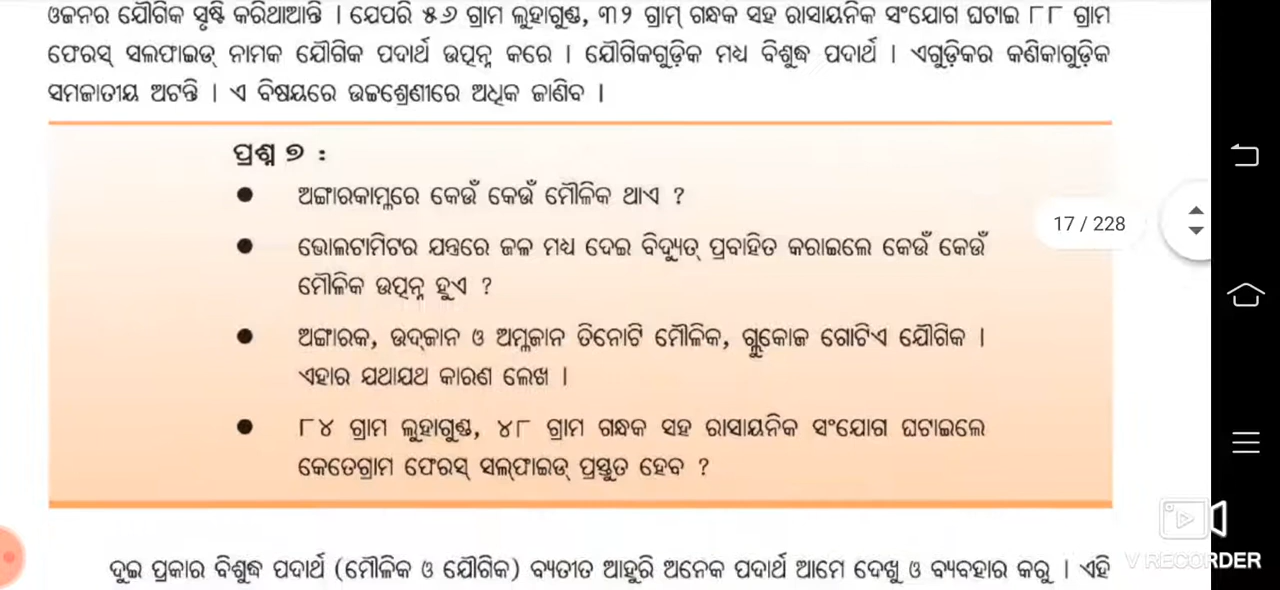 ଓଜନର ଯୌଗିକ ସୃଷ୍ଟି କରିଥାଆନ୍ତି । ଯେପରି ୫୬ ଗ୍ରାମ ଲୁହାଗୁଣ୍ଡ, ୩୨ ଗ୍ରାମ୍ ଗନ୍ଧକ ସହ ରାସାୟନିକ ସଂଯୋଗ ଘଟାଇ ୮୮ ଗ୍ରାମ
ଫେରସ୍ ସଲଫାଇଡ୍ ନାମକ ଯୌଗିକ ପଦାର୍ଥ ଉତ୍ପନ୍ନ କରେ । ଯୌଗିକଗୁଡ଼ିକ ମଧ୍ୟ ବିଶୁଦ୍ଧ ପଦାର୍ଥ । ଏଗୁଡ଼ିକର କଣିକାଗୁଡ଼ିକ
ସମଜାତୀୟ ଅଟନ୍ତି । ଏ ବିଷୟରେ ଉଚ୍ଚଶ୍ରେଣୀରେ ଅଧିକ ଜାଣିବ ।
ପ୍ରଶ୍ନ ୭ :
● ଅଙ୍ଗାରକାମ୍ଳରେ କେଉଁ କେଉଁ ମୌଳିକ ଥାଏ ?
● ଭୋଲଟାମିଟର ଯନ୍ତ୍ରରେ ଜଳ ମଧ୍ୟ ଦେଇ ବିଦ୍ୟୁତ୍ ପ୍ରବାହିତ କରାଇଲେ କେଉଁ କେଉଁ
ମୌଳିକ ଉତ୍ପନ୍ନ ହୁଏ ?
● ଅଙ୍ଗାରକ, ଉଦ୍‌ଜାନ ଓ ଅମ୍ଳଜାନ ତିନୋଟି ମୌଳିକ, ଗ୍ଲୁକୋଜ ଗୋଟିଏ ଯୌଗିକ ।
ଏହାର ଯଥାଯଥ କାରଣ ଲେଖ ।
● ୮୪ ଗ୍ରାମ ଲୁହାଗୁଣ୍ଡ, ୪୮ ଗ୍ରାମ ଗନ୍ଧକ ସହ ରାସାୟନିକ ସଂଯୋଗ ଘଟାଇଲେ
କେତେଗ୍ରାମ ଫେରସ୍ ସଲ୍‌ଫାଇଡ୍ ପ୍ରସ୍ତୁତ ହେବ ?
ଦୁଇ ପ୍ରକାର ବିଶୁଦ୍ଧ ପଦାର୍ଥ (ମୌଳିକ ଓ ଯୌଗିକ) ବ୍ୟତୀତ ଆହୁରି ଅନେକ ପଦାର୍ଥ ଆମେ ଦେଖୁ ଓ ବ୍ୟବହାର କରୁ । ଏହି
17 / 228
V RECORDER